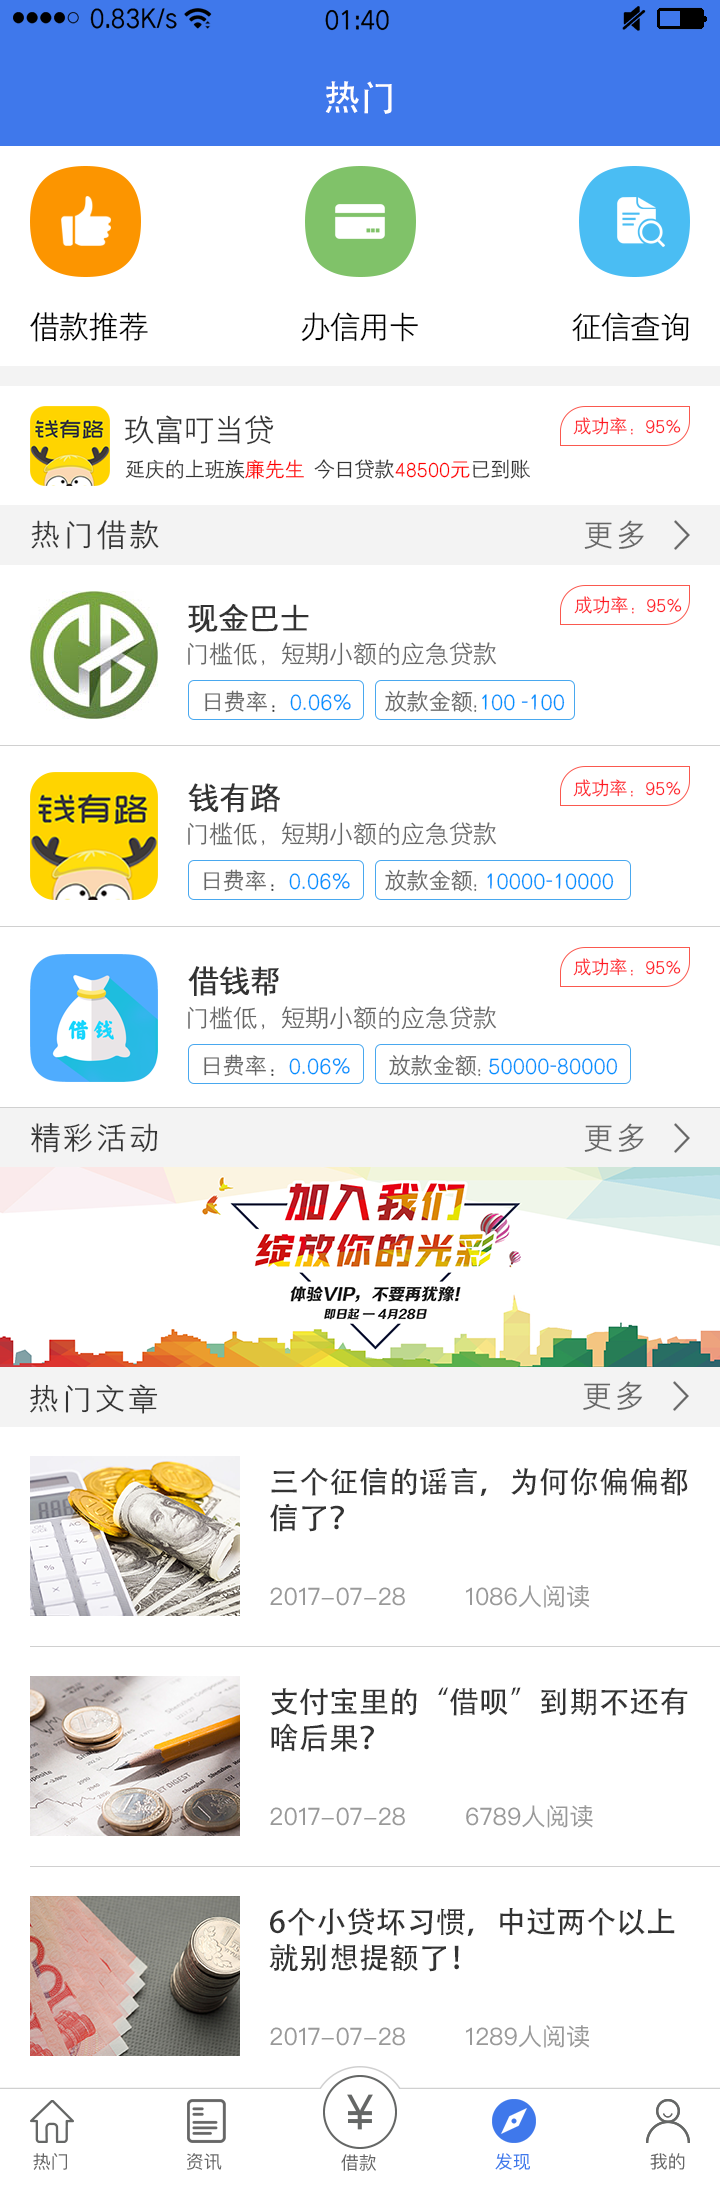 0.83K/s 01:40
热门
借款推荐 办信用卡 征信查询
钱有路 玖富叮当贷 成功率：95%
延庆的上班族廉先生 今日贷款48500元已到账
热门借款 更多
现金巴士 成功率：95%
门槛低，短期小额的应急贷款
日费率：0.06% 放款金额:100 -100
钱有路 钱有路 成功率：95%
门槛低，短期小额的应急贷款
日费率：0.06% 放款金额: 10000-10000
借钱帮 成功率：95%
门槛低，短期小额的应急贷款
借钱
日费率：0.06% 放款金额: 50000-80000
精彩活动 更多
加入我们
绽放你的光彩
体验VIP，不要再犹豫!
即日起 — 4月28日
热门文章 更多
三个征信的谣言，为何你偏偏都
信了?
2017-07-28 1086人阅读
支付宝里的“借呗”到期不还有
啥后果?
2017-07-28 6789人阅读
6个小贷坏习惯，中过两个以上
就别想提额了!
2017-07-28 1289人阅读
¥
热门 资讯 借款 发现 我的